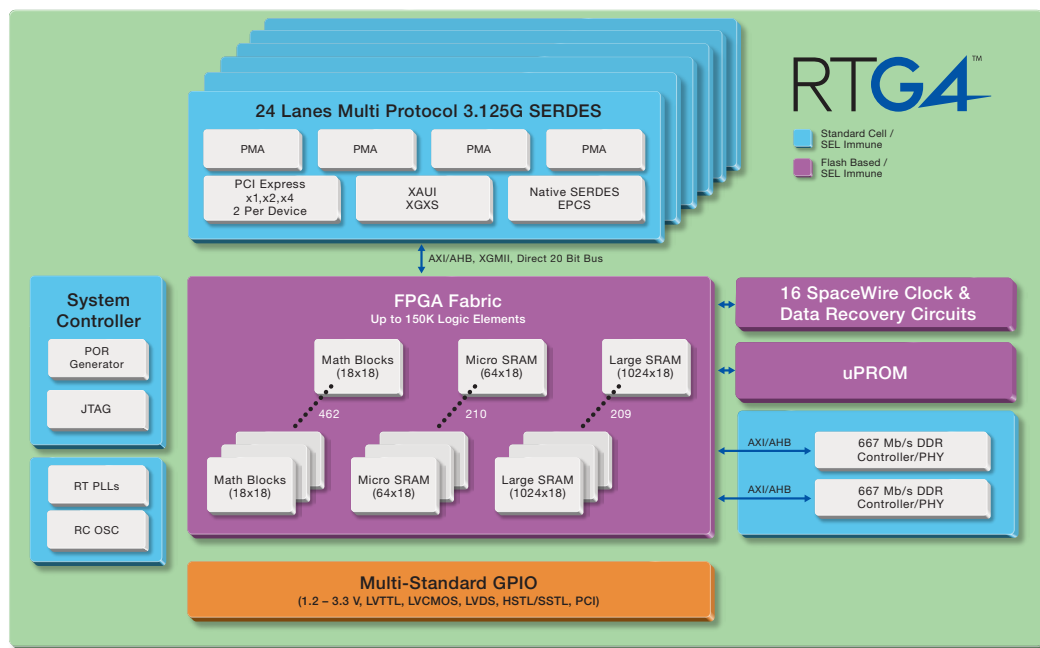 RTG4™
Standard Cell /
SEL Immune
Flash Based /
SEL Immune
24 Lanes Multi Protocol 3.125G SERDES
PMA
PMA
PMA
PMA
PCI Express
x1,x2,x4
2 Per Device
XAUI
XGXS
Native SERDES
EPCS
AXI/AHB, XGMII, Direct 20 Bit Bus
System
Controller
POR
Generator
JTAG
RT PLLs
RC OSC
FPGA Fabric
Up to 150K Logic Elements
Math Blocks
(18x18)
Micro SRAM
(64x18)
Large SRAM
(1024x18)
462
210
209
Math Blocks
(18x18)
Micro SRAM
(64x18)
Large SRAM
(1024x18)
16 SpaceWire Clock &
Data Recovery Circuits
uPROM
AXI/AHB
667 Mb/s DDR
Controller/PHY
AXI/AHB
667 Mb/s DDR
Controller/PHY
Multi-Standard GPIO
(1.2 – 3.3 V, LVTTL, LVCMOS, LVDS, HSTL/SSTL, PCI)